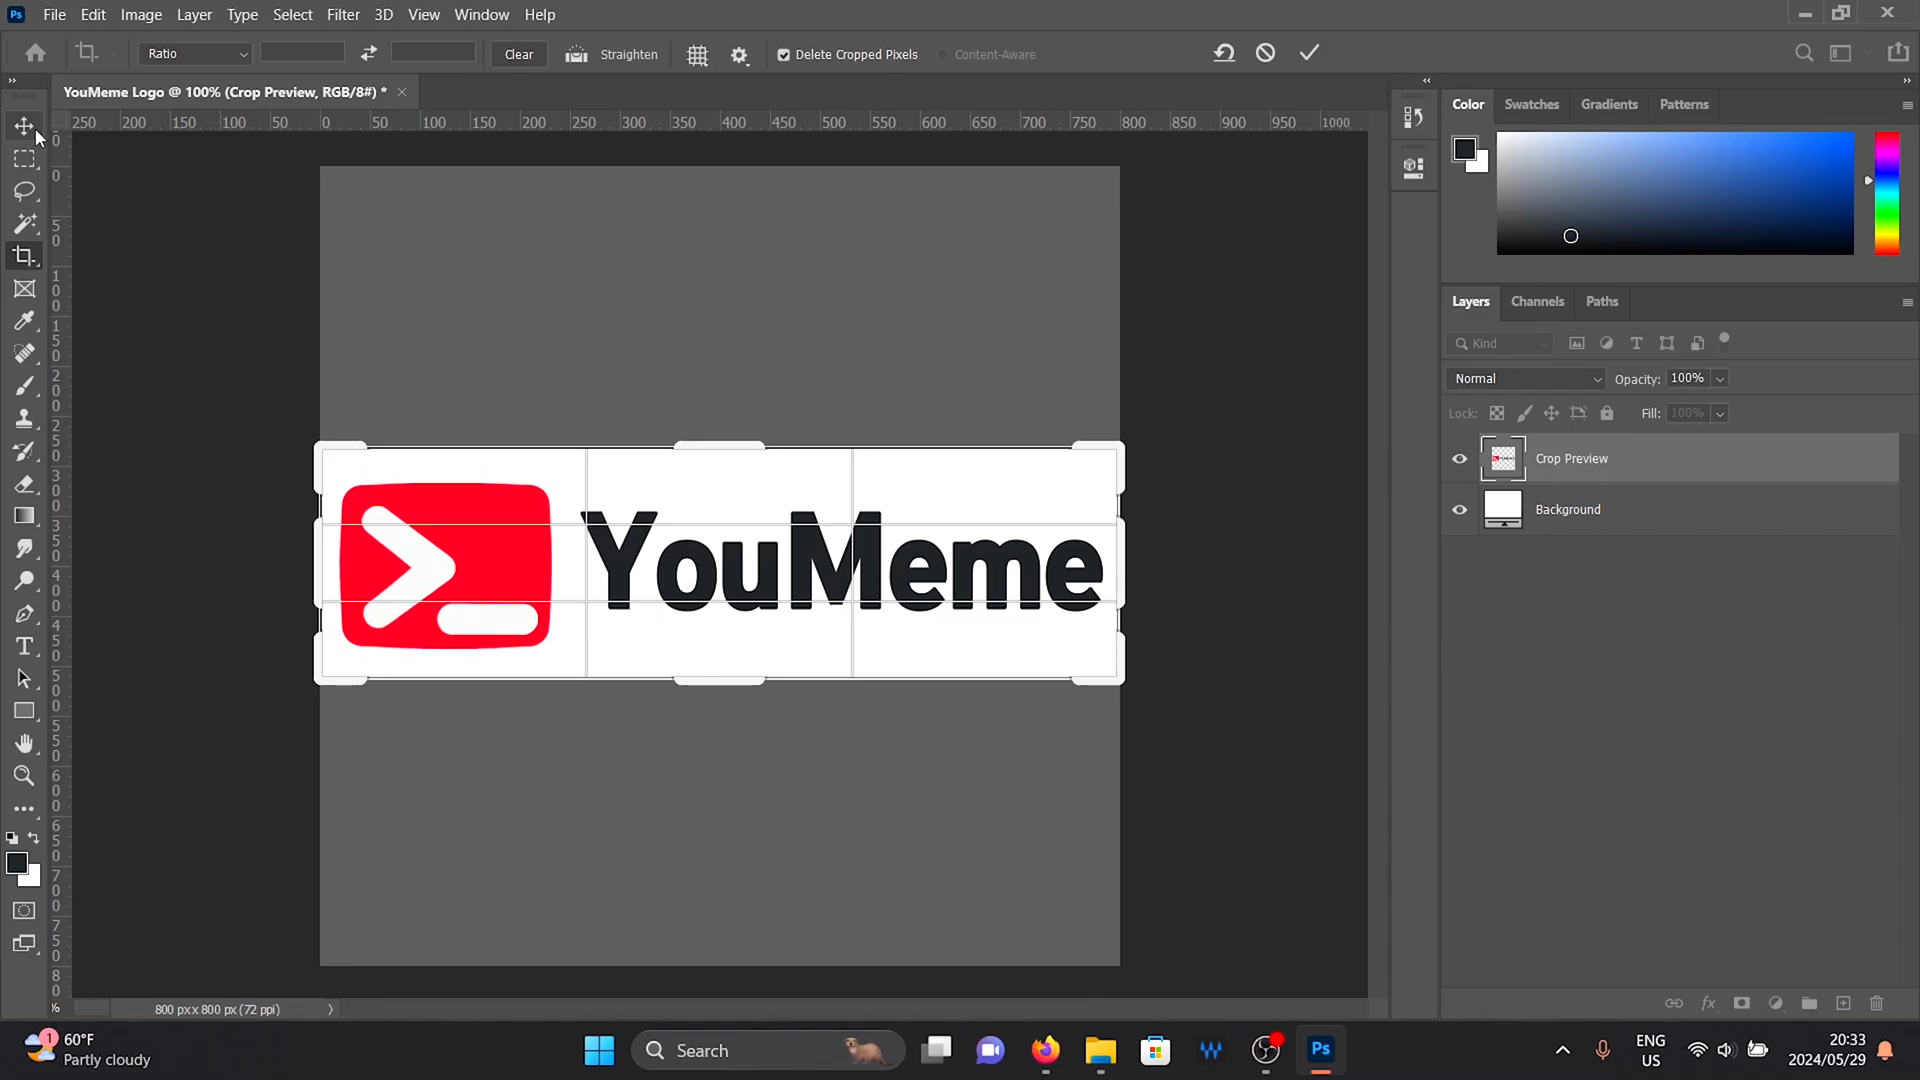 Ps File Edit Image Layer Type Select Filter 3D View Window Help
Ratio Clear Straighten Delete Cropped Pixels Content-Aware
YouMeme Logo @ 100% (Crop Preview, RGB/8#) *
250 200 150 100 50 0 50 100 150 200 250 300 350 400 450 500 550 600 650 700 750 800 850 900 950 1000
Color Swatches Gradients Patterns
Layers Channels Paths
Kind
Normal Opacity: 100%
Lock: Fill: 100%
Crop Preview
Background
YouMeme
% 800 px x 800 px (72 ppi)
1 60°F
Partly cloudy
Search
Ps
ENG
US
20:33
2024/05/29